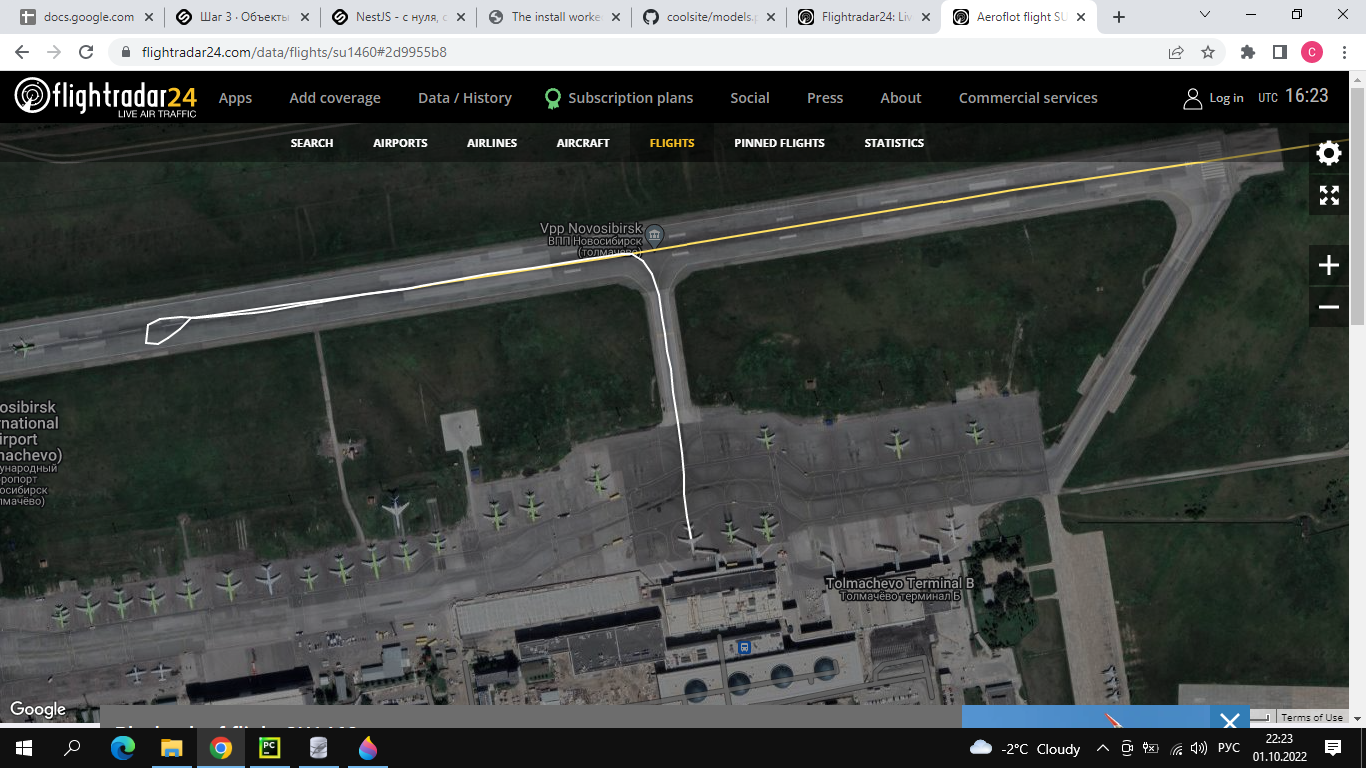 docs.google.com
Шаг 3 · Объекты
NestJS - с нуля, с
The install worke
coolsite/models.p
Flightradar24: Liv
Aeroflot flight SU
flightradar24.com/data/flights/su1460#2d9955b8
C
flightradar24
LIVE AIR TRAFFIC
Apps
Add coverage
Data / History
Subscription plans
Social
Press
About
Commercial services
Log in
UTC 16:23
SEARCH
AIRPORTS
AIRLINES
AIRCRAFT
FLIGHTS
PINNED FLIGHTS
STATISTICS
Vpp Novosibirsk
ВПП Новосибирск
(толмачево)
osibirsk
rnational
irport
machevo)
ународный
ропорт
осибирск
лмачёво)
Tolmachevo Terminal B
Толмачёво терминал Б
Google
Terms of Use
PC
-2°C Cloudy
РУС
22:23
01.10.2022